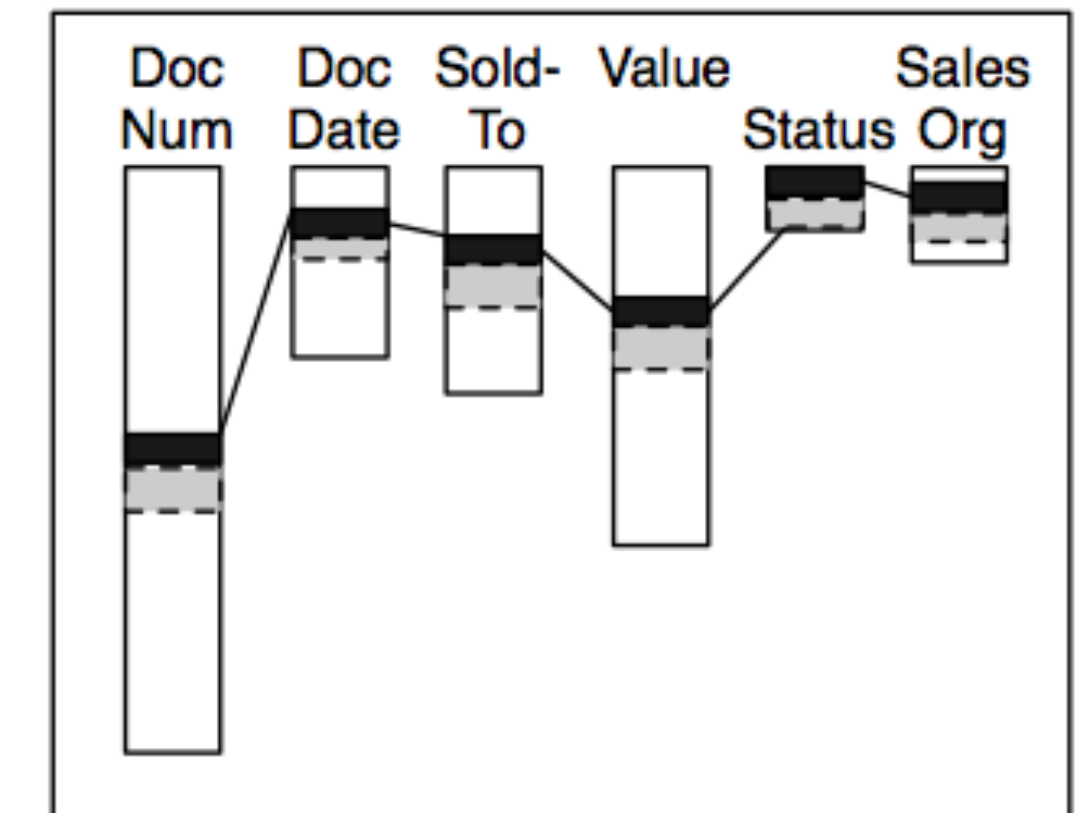 Doc Num
Doc Date
Sold-To
Value
Status
Sales Org